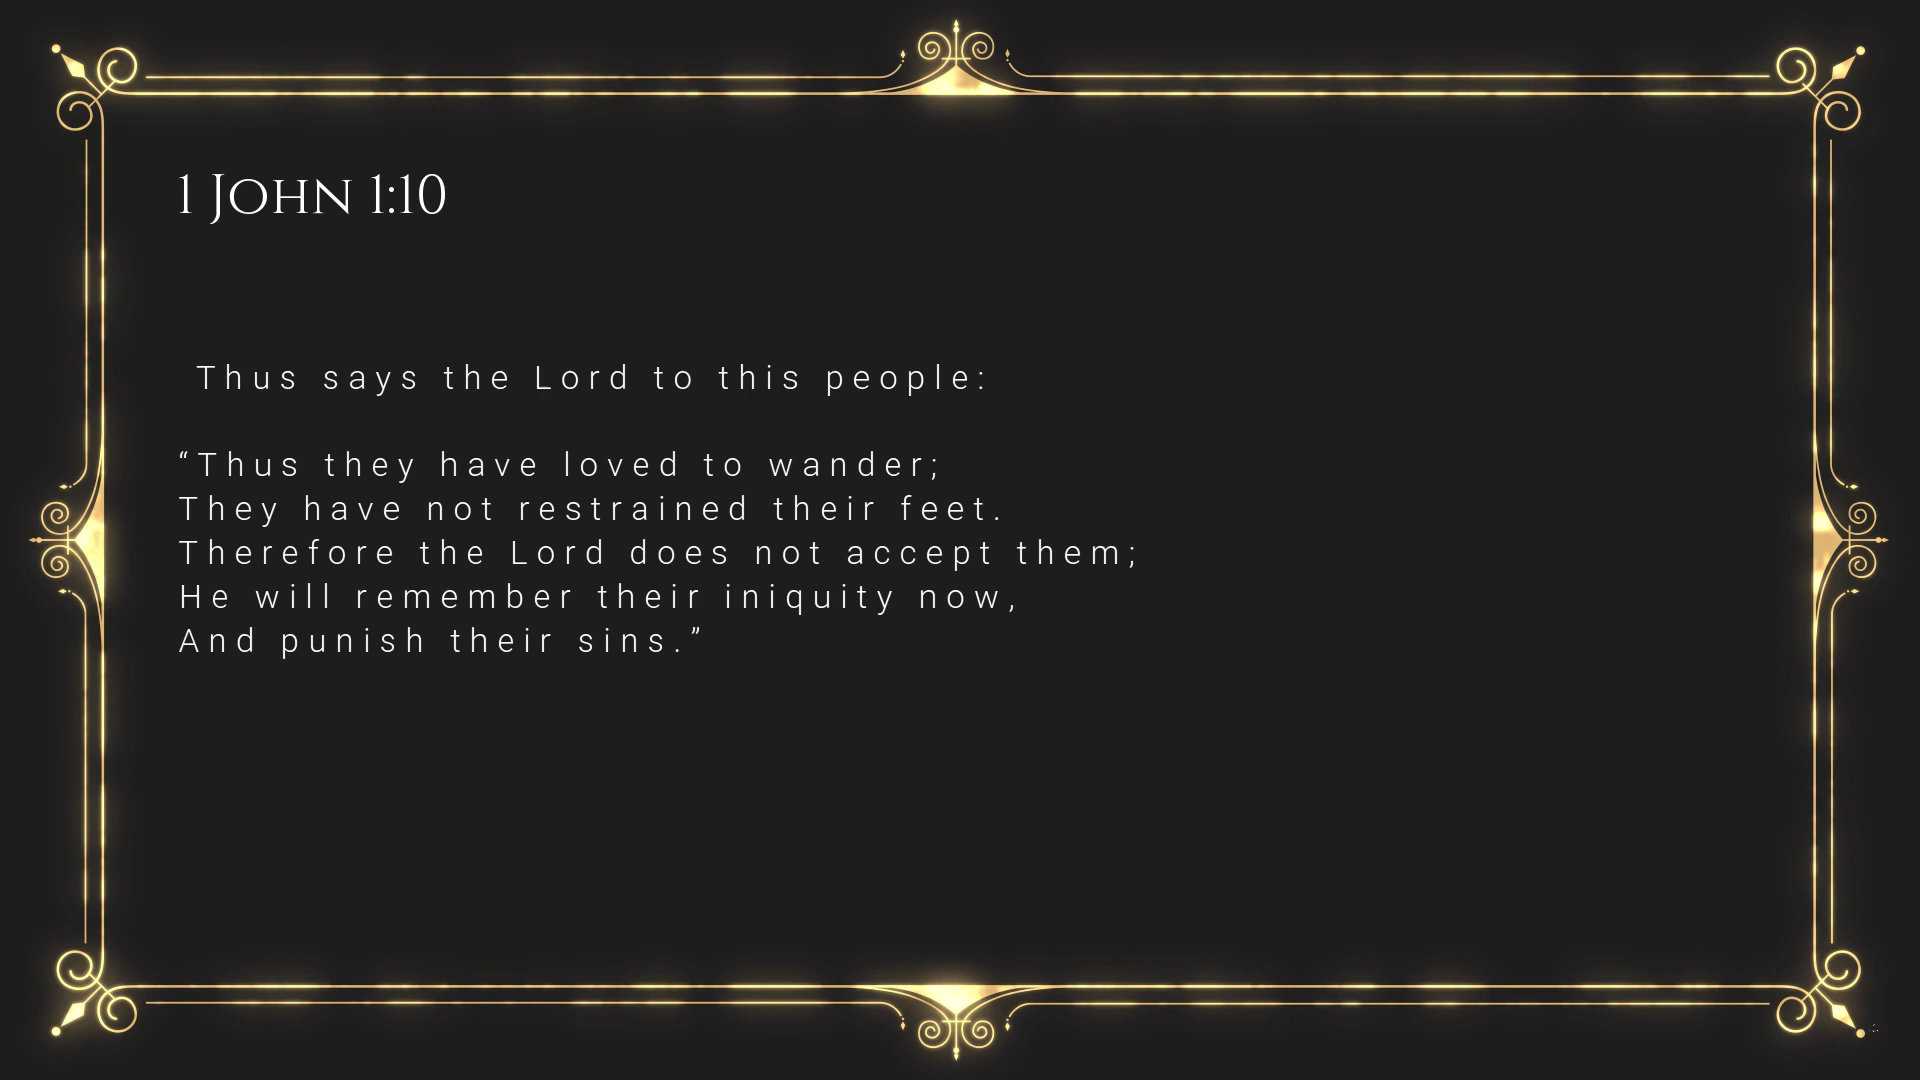 1 John 1:10
Thus says the Lord to this people:
“Thus they have loved to wander;
They have not restrained their feet.
Therefore the Lord does not accept them;
He will remember their iniquity now,
And punish their sins.”